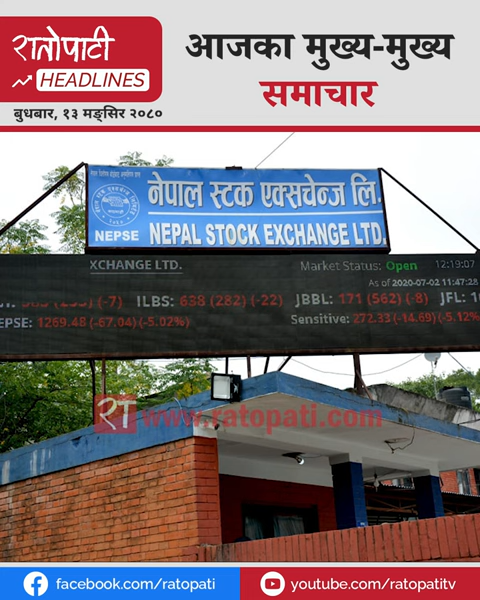 रातोपाटी
HEADLINES
बुधबार, १३ मङ्सिर २०८०
आजका मुख्य-मुख्य
समाचार
नेपाल स्टक एक्सचेन्ज लि.
NEPSE NEPAL STOCK EXCHANGE LTD.
XCHANGE LTD. Market Status: Open 12:19:07
As of 2020-07-02 11:47:28
(-7) ILBS: 638 (282) (-22) JBBL: 171 (562) (-8) JFL:
EPSE: 1269.48 (-67.04) (-5.02%) Sensitive: 272.33 (-14.69) (-5.12%
रा www.ratopati.com
facebook.com/ratopati
youtube.com/ratopatitv